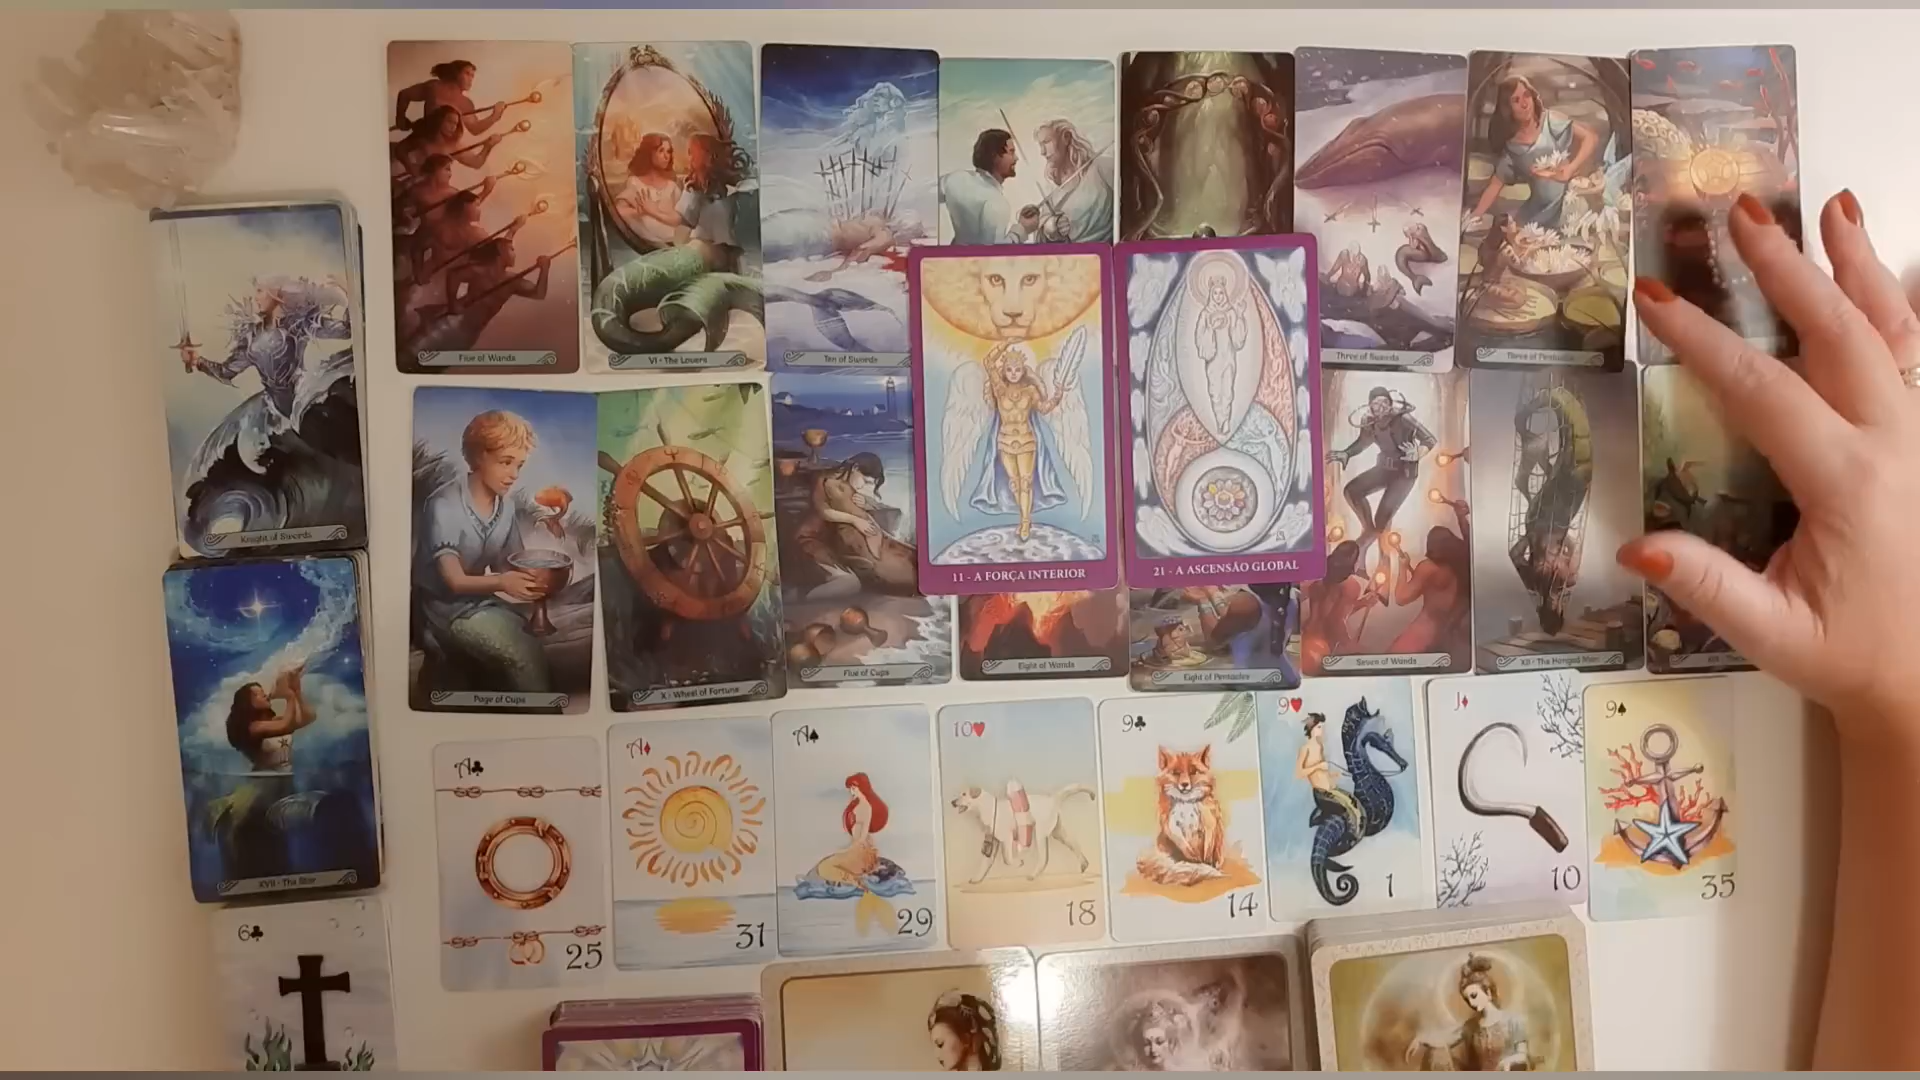 Five of Wands
VI - The Lovers
Ten of Swords
Three of Swords
Three of Pentacles
Knight of Swords
11 - A FORÇA INTERIOR
21 - A ASCENSÃO GLOBAL
Page of Cups
X - Wheel of Fortune
Five of Cups
Eight of Wands
Eight of Pentacles
Seven of Wands
XII - The Hanged Man
XVII - The Star
A♣
25
A♦
31
A♠
29
10♥
18
9♣
14
9♥
1
J♦
10
9♠
35
6♣